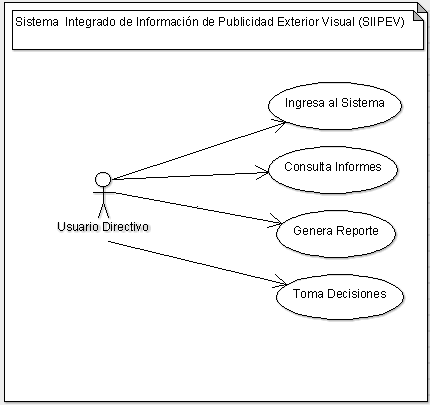 Sistema Integrado de Información de Publicidad Exterior Visual (SIIPEV)
Ingresa al Sistema
Consulta Informes
Usuario Directivo
Genera Reporte
Toma Decisiones